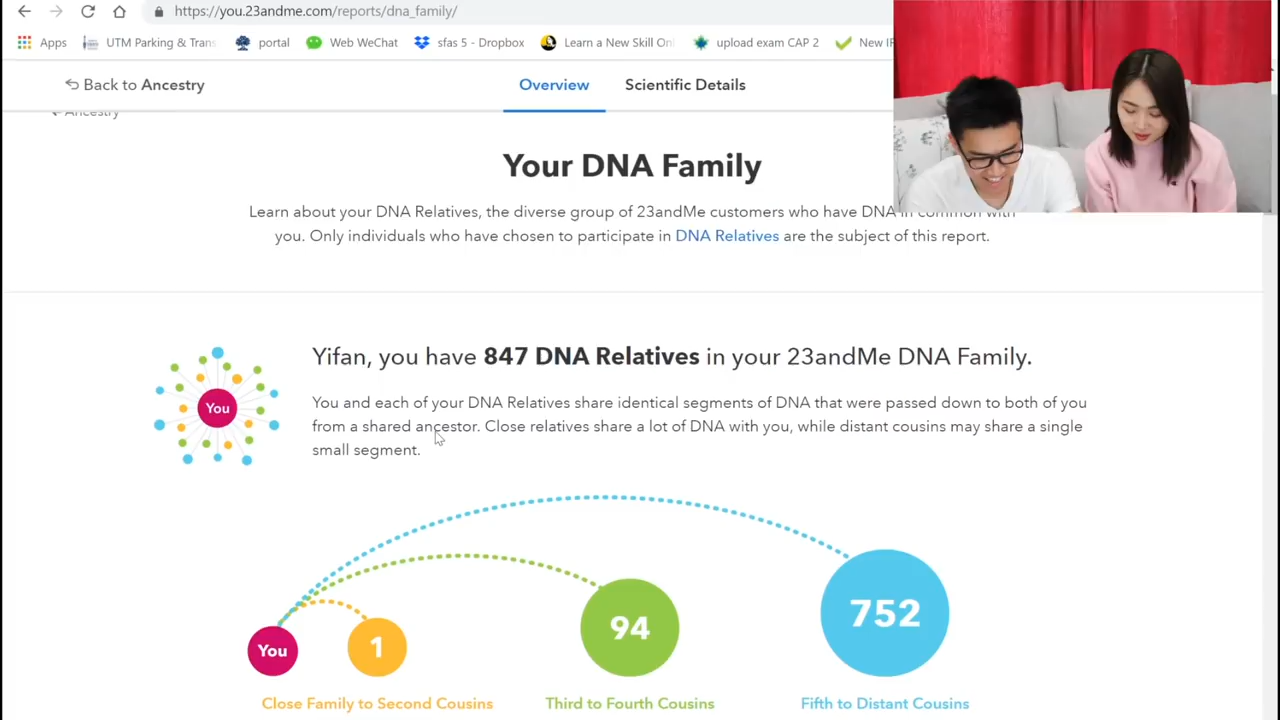 https://you.23andme.com/reports/dna_family/
Apps UTM Parking & Trans portal Web WeChat sfas 5 - Dropbox Learn a New Skill Onl upload exam CAP 2 New IF
Back to Ancestry Overview Scientific Details
Ancestry
Your DNA Family
Learn about your DNA Relatives, the diverse group of 23andMe customers who have DNA in common with
you. Only individuals who have chosen to participate in DNA Relatives are the subject of this report.
Yifan, you have 847 DNA Relatives in your 23andMe DNA Family.
You and each of your DNA Relatives share identical segments of DNA that were passed down to both of you
from a shared ancestor. Close relatives share a lot of DNA with you, while distant cousins may share a single
small segment.
You
You 1 94 752
Close Family to Second Cousins Third to Fourth Cousins Fifth to Distant Cousins